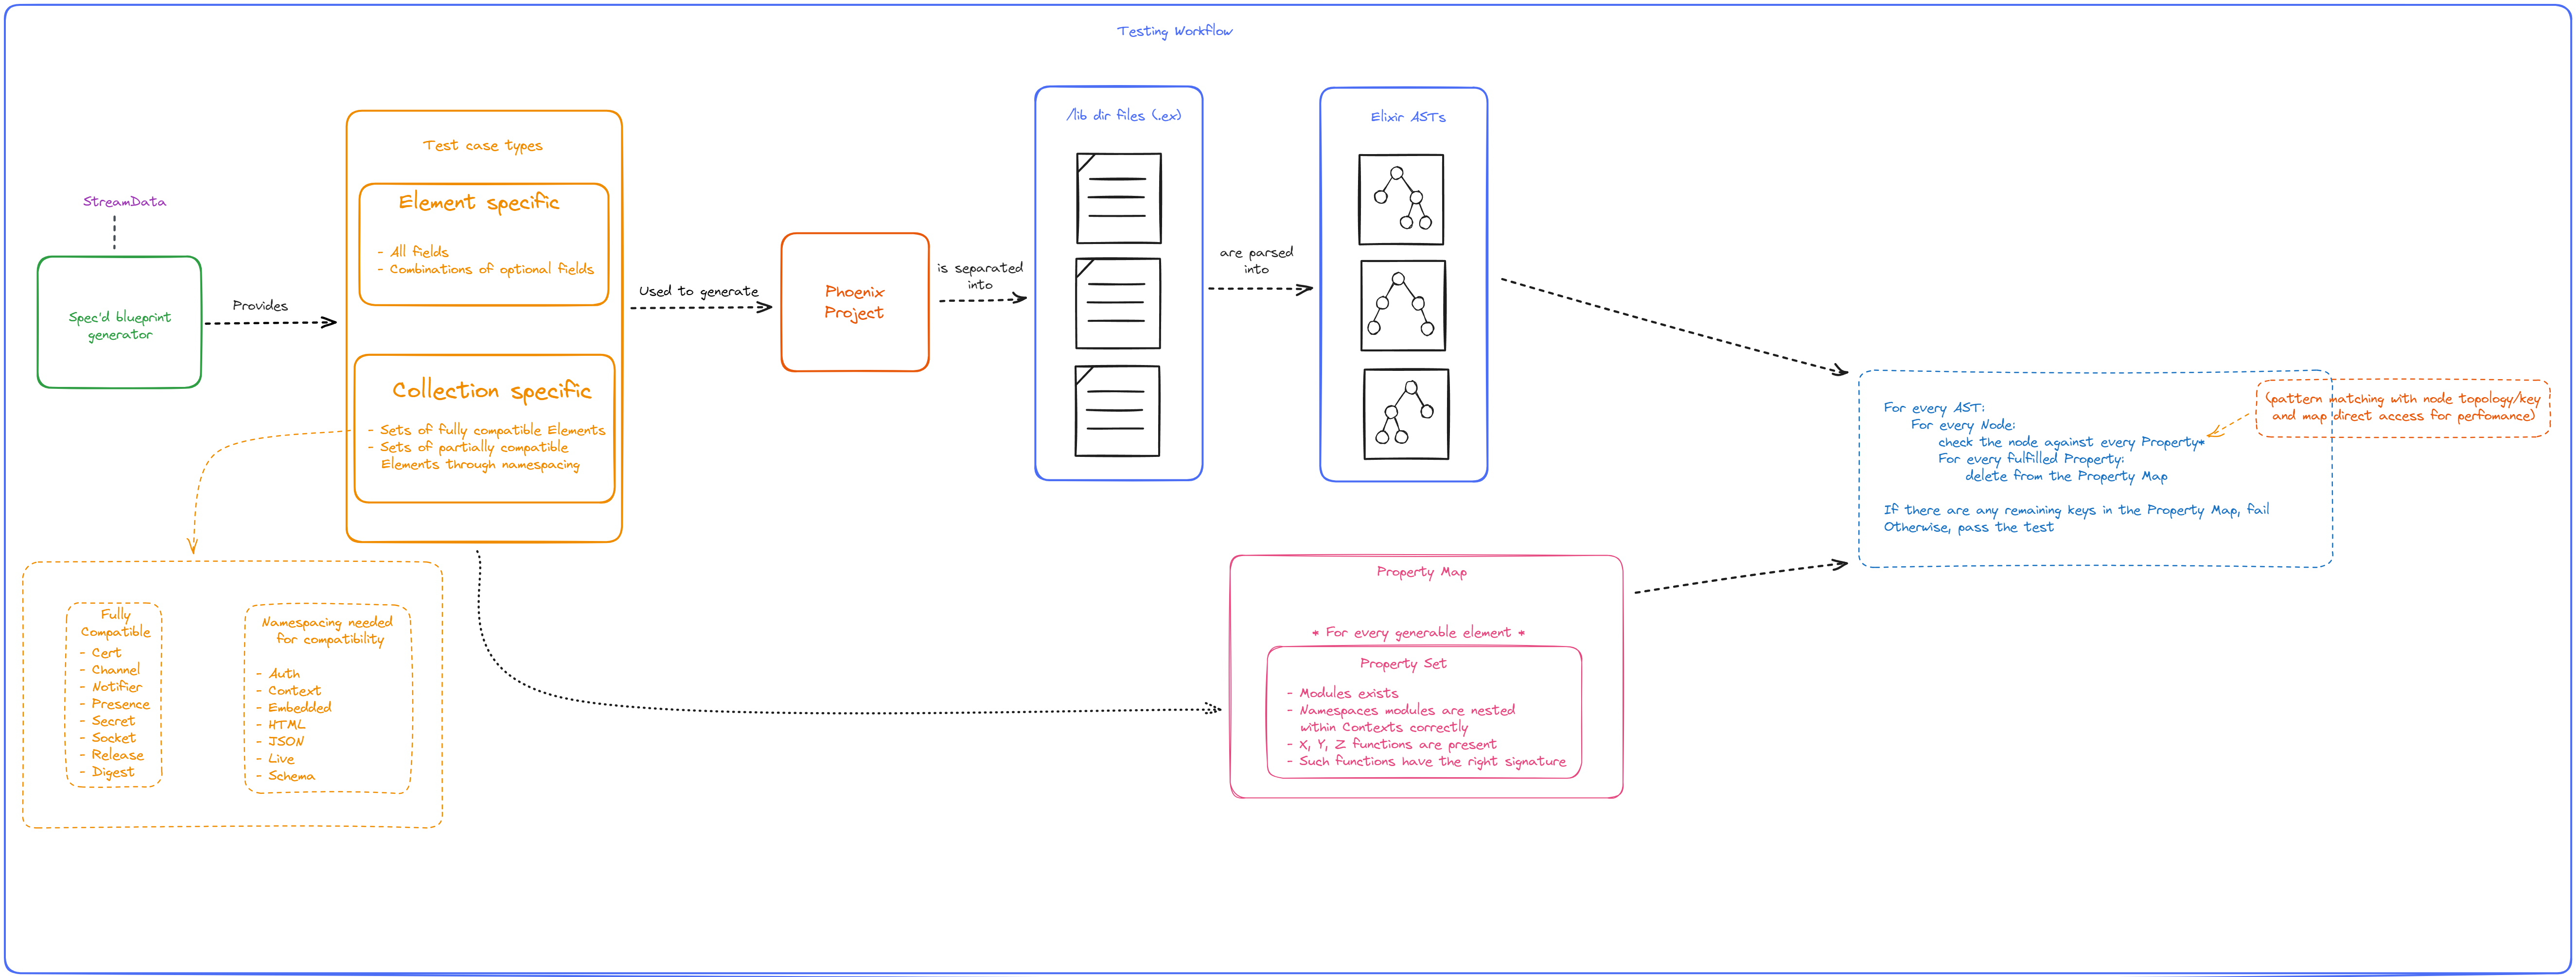 Testing Workflow
StreamData
Spec'd blueprint
generator
Provides
Test case types
Element specific
- All fields
- Combinations of optional fields
Collection specific
- Sets of fully compatible Elements
- Sets of partially compatible
Elements through namespacing
Fully
Compatible
- Cert
- Channel
- Notifier
- Presence
- Secret
- Socket
- Release
- Digest
Namespacing needed
for compatibility
- Auth
- Context
- Embedded
- HTML
- JSON
- Live
- Schema
Used to generate
Phoenix
Project
is separated
into
/lib dir files (.ex)
are parsed
into
Elixir ASTs
Property Map
* For every generable element *
Property Set
- Modules exists
- Namespaces modules are nested
within Contexts correctly
- X, Y, Z functions are present
- Such functions have the right signature
For every AST:
For every Node:
check the node against every Property*
For every fulfilled Property:
delete from the Property Map
If there are any remaining keys in the Property Map, fail
Otherwise, pass the test
(pattern matching with node topology/key
and map direct access for perfomance)